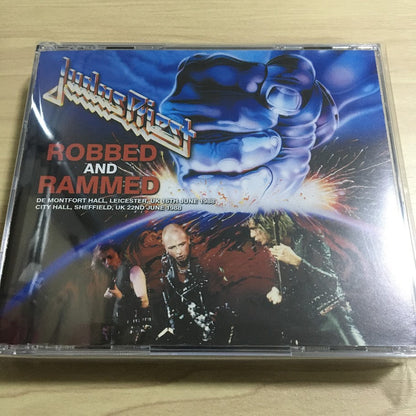 Judas Priest
ROBBED
AND
RAMMED
DE MONTFORT HALL, LEICESTER, UK 16TH JUNE 1988
CITY HALL, SHEFFIELD, UK 22ND JUNE 1988